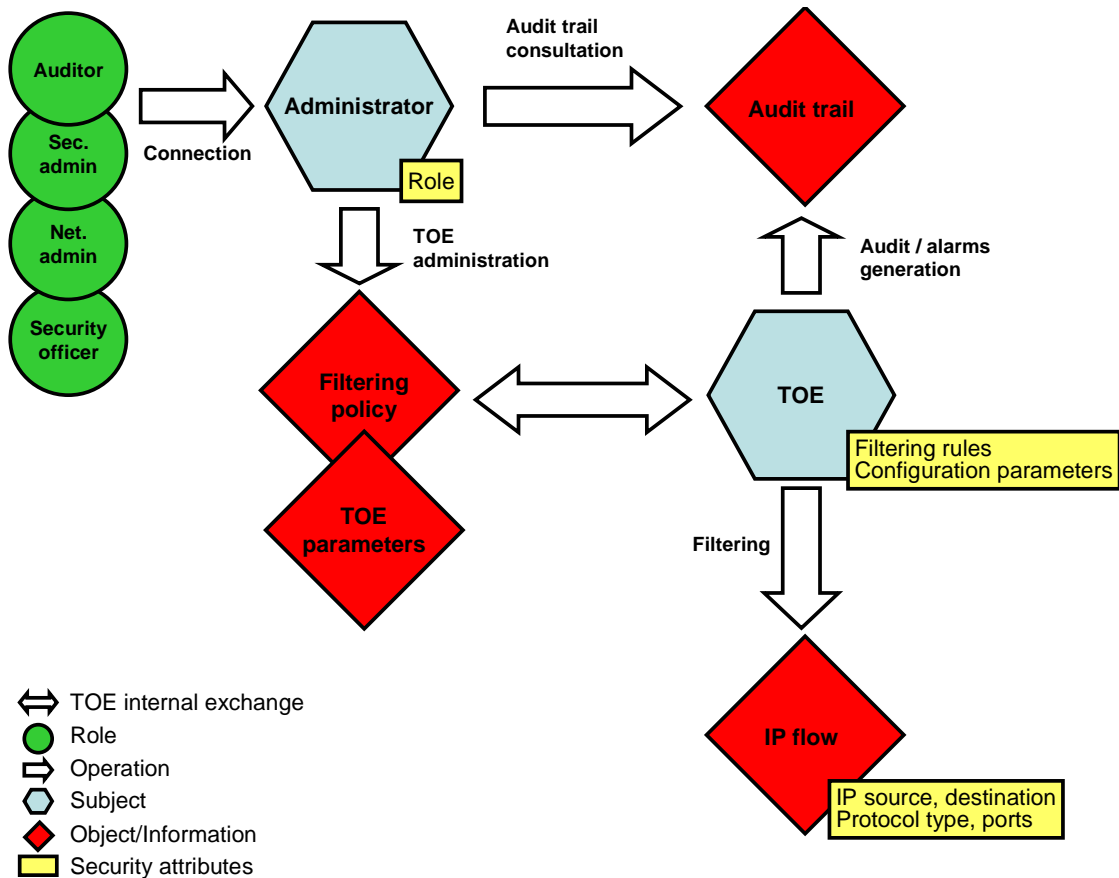 Auditor
Sec.
admin
Net.
admin
Security
officer
Connection
Administrator
Role
Audit trail
consultation
Audit trail
TOE
administration
Audit / alarms
generation
Filtering
policy
TOE
parameters
TOE
Filtering rules
Configuration parameters
Filtering
IP flow
IP source, destination
Protocol type, ports
TOE internal exchange
Role
Operation
Subject
Object/Information
Security attributes